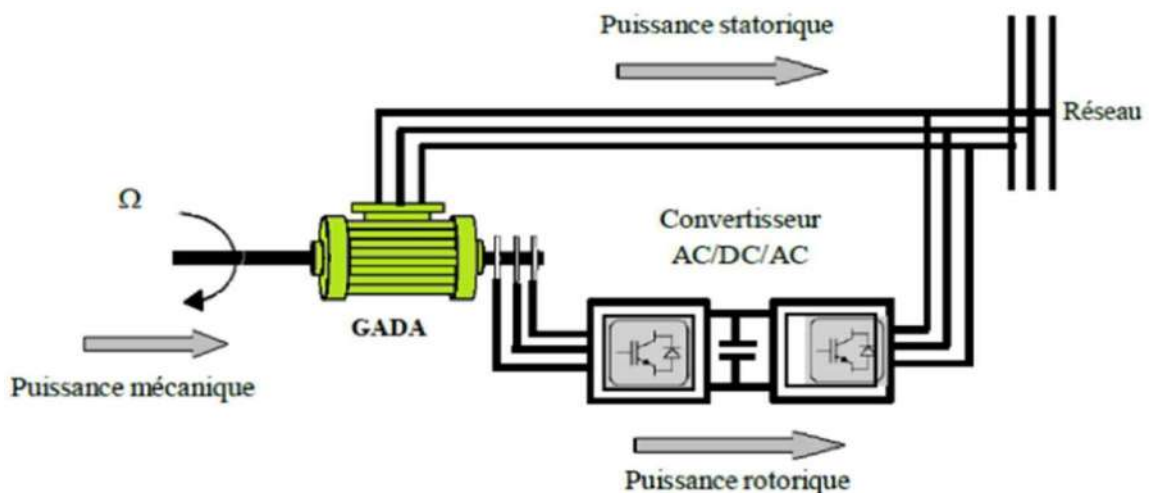 Puissance statorique
Réseau
Ω
Convertisseur
AC/DC/AC
GADA
Puissance mécanique
Puissance rotorique